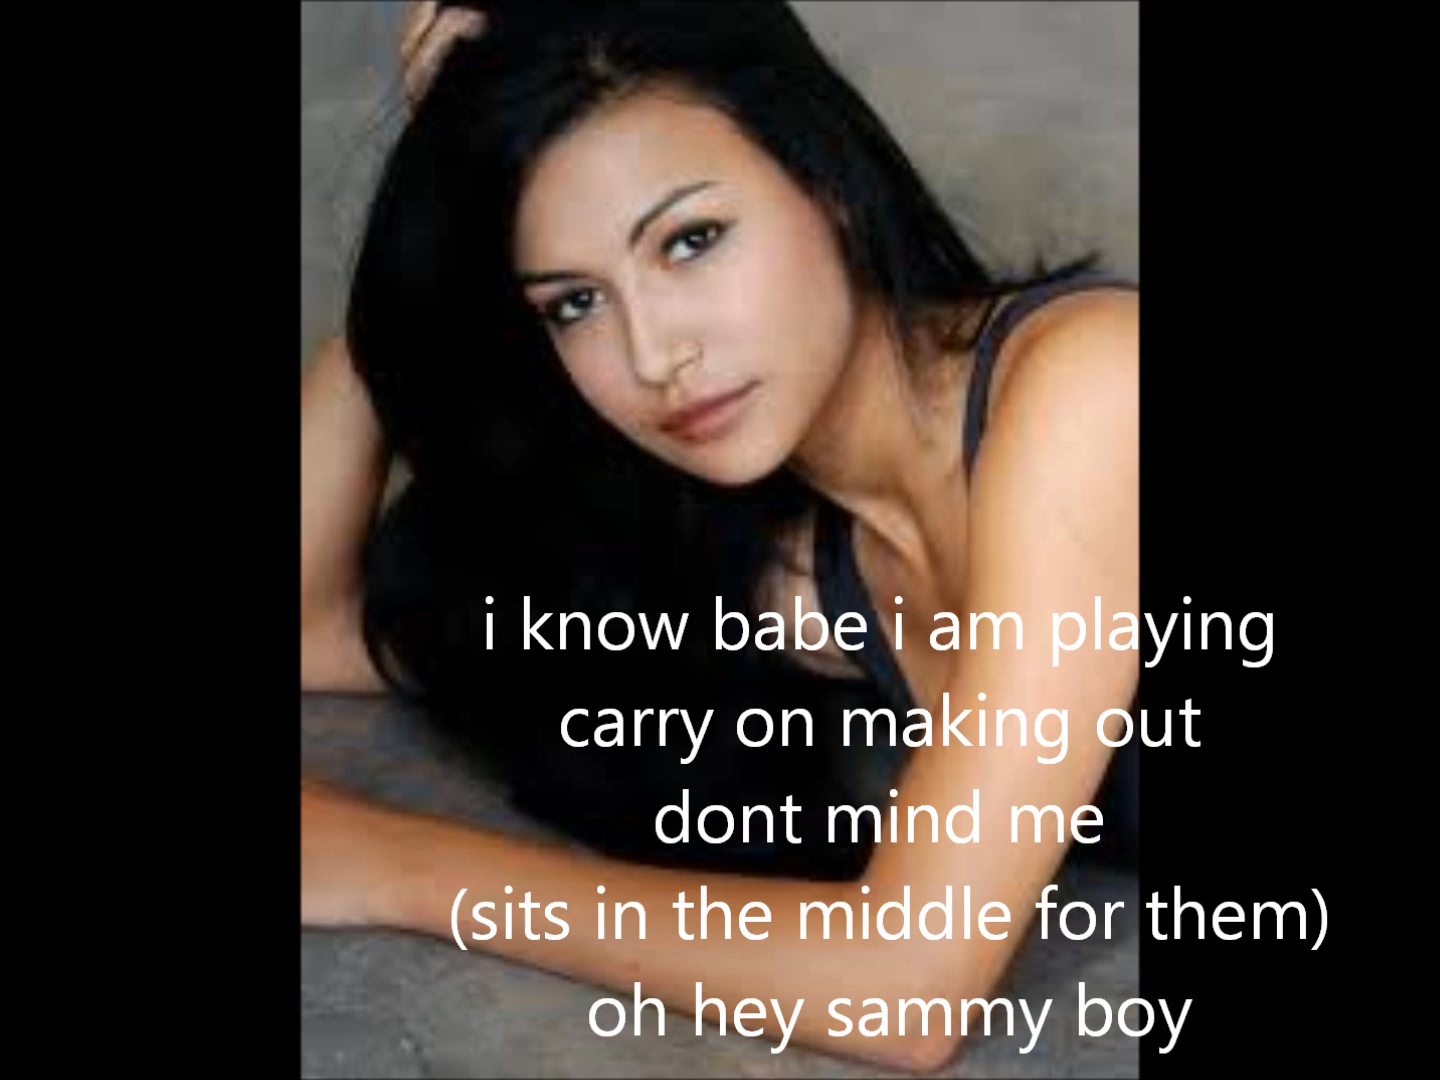 i know babe i am playing
carry on making out
dont mind me
(sits in the middle for them)
oh hey sammy boy